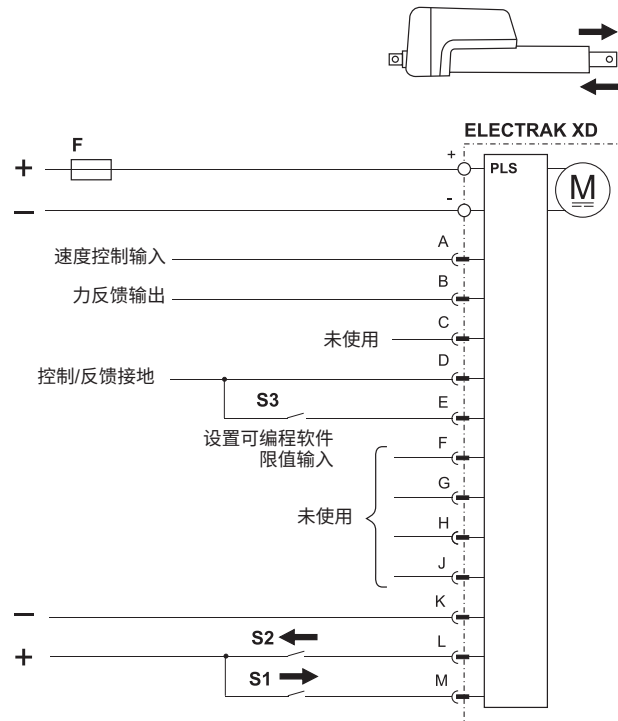 ELECTRAK XD
F
+
+
PLS
M
—
-
A
速度控制输入
B
力反馈输出
C
未使用
D
控制/反馈接地
S3
E
设置可编程软件
限值输入
F
G
未使用
H
J
—
K
S2
L
+
S1
M